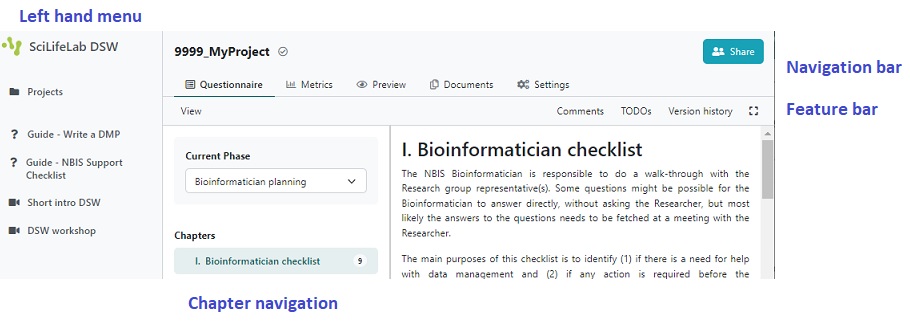 Left hand menu
SciLifeLab DSW
9999_MyProject
Share
Navigation bar
Questionnaire Metrics Preview Documents Settings
Projects
View Comments TODOs Version history
Feature bar
? Guide - Write a DMP
? Guide - NBIS Support
Checklist
Short intro DSW
DSW workshop
Current Phase
Bioinformatician planning
Chapters
I. Bioinformatician checklist 9
I. Bioinformatician checklist
The NBIS Bioinformatician is responsible to do a walk-through with the
Research group representative(s). Some questions might be possible for the
Bioinformatician to answer directly, without asking the Researcher, but most
likely the answers to the questions needs to be fetched at a meeting with the
Researcher.
The main purposes of this checklist is to identify (1) if there is a need for help
with data management and (2) if any action is required before the
Chapter navigation